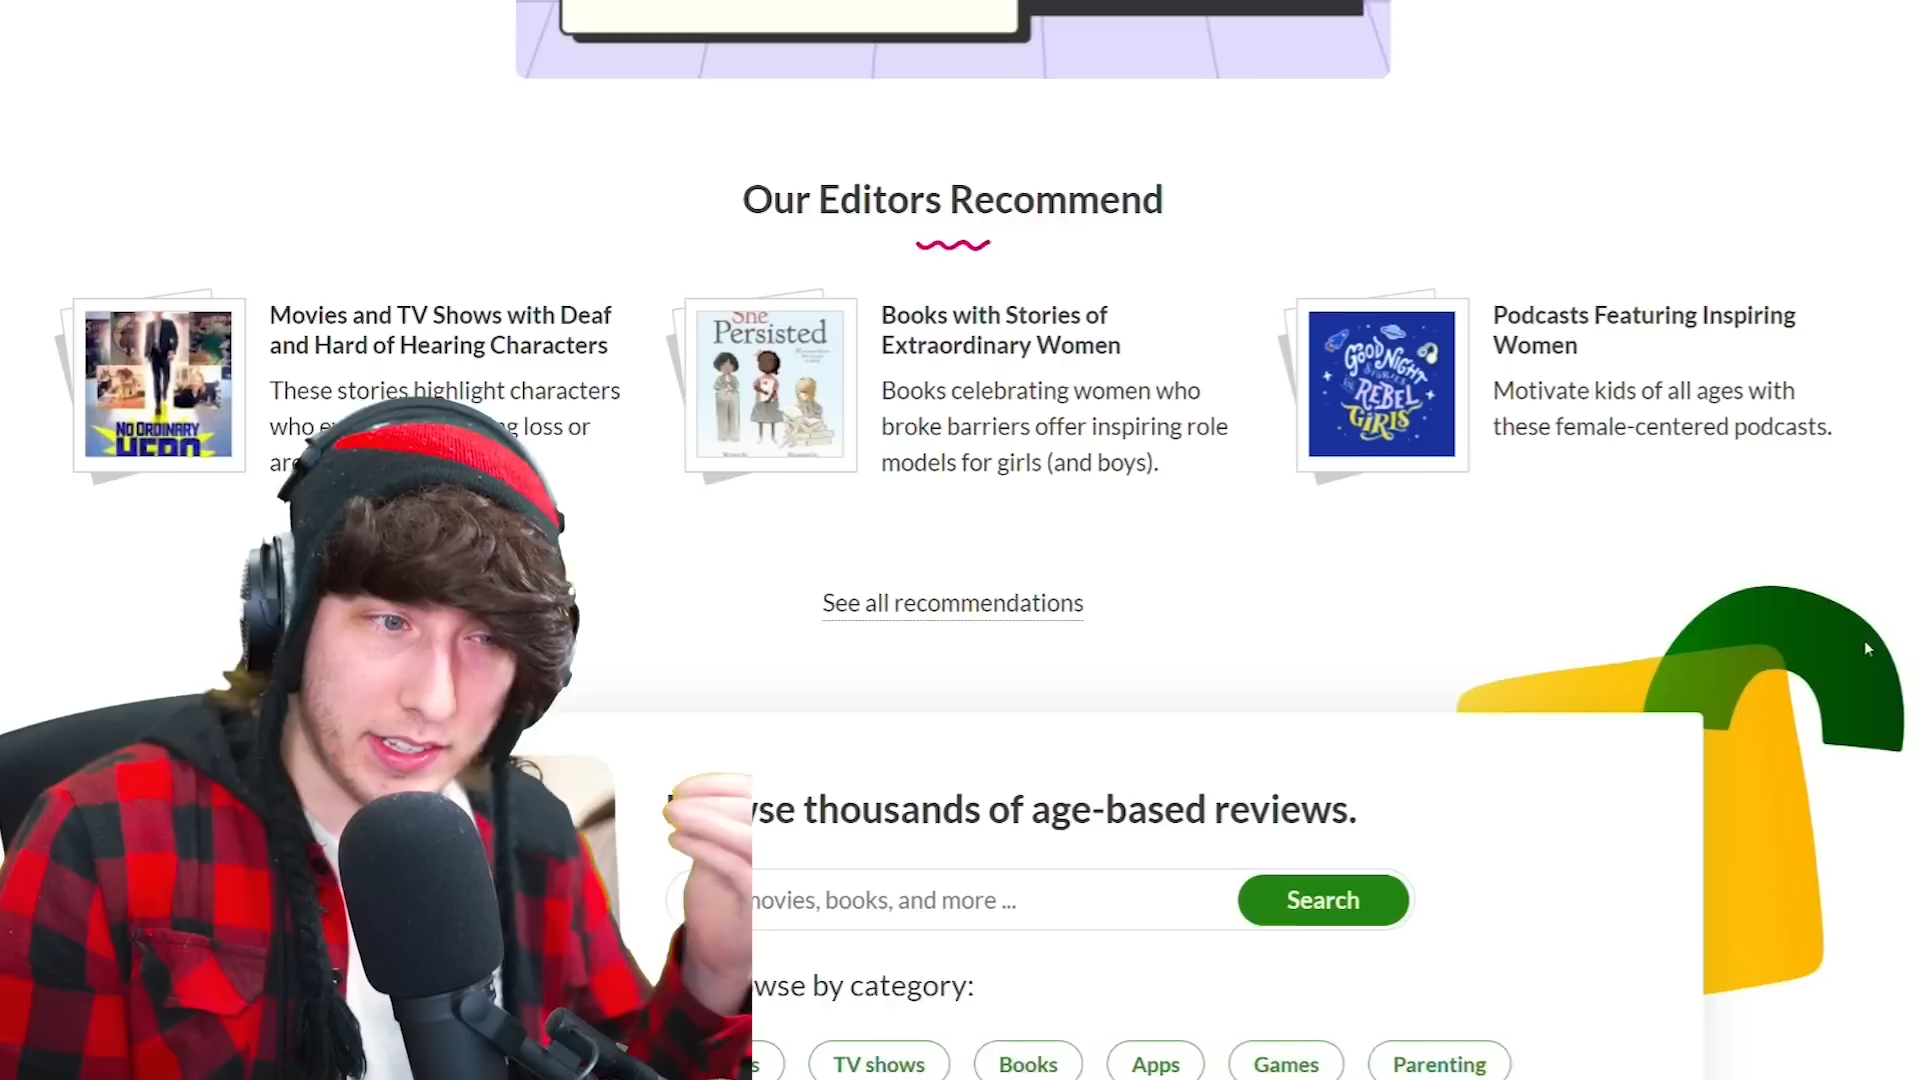 Our Editors Recommend
Movies and TV Shows with Deaf
and Hard of Hearing Characters
These stories highlight characters
who
loss or
NO ORDINARY
HERO
She
Persisted
Books with Stories of
Extraordinary Women
Books celebrating women who
broke barriers offer inspiring role
models for girls (and boys).
GOOD NIGHT
STORIES
REBEL
GIRLS
Podcasts Featuring Inspiring
Women
Motivate kids of all ages with
these female-centered podcasts.
See all recommendations
thousands of age-based reviews.
movies, books, and more ...
Search
by category:
TV shows
Books
Apps
Games
Parenting